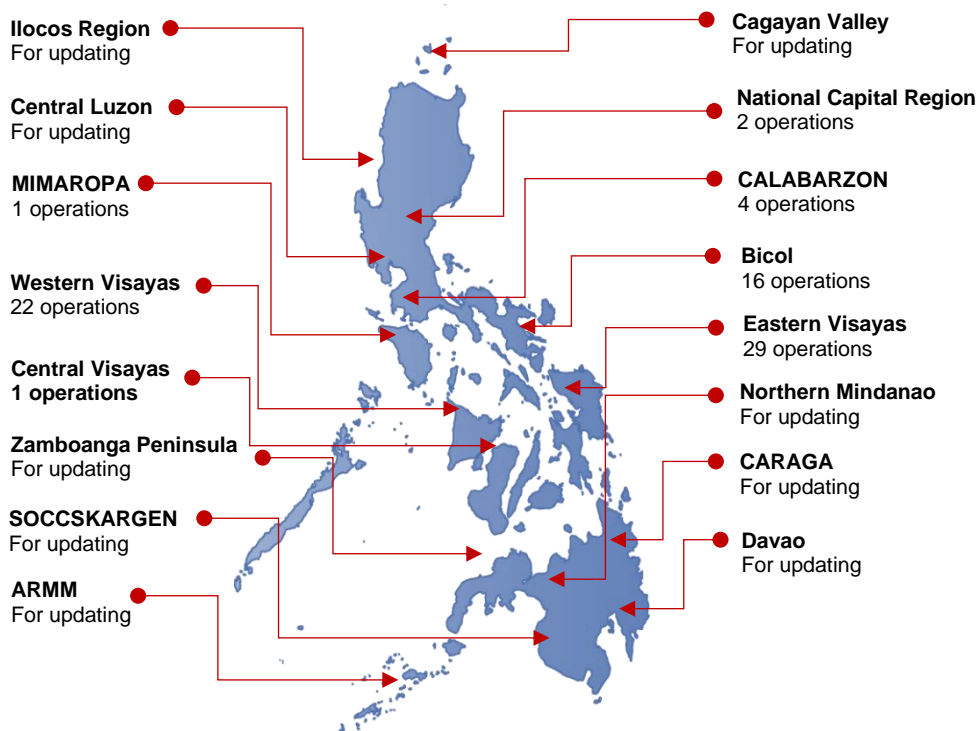 Ilocos Region
For updating
Central Luzon
For updating
MIMAROPA
1 operations
Western Visayas
22 operations
Central Visayas
1 operations
Zamboanga Peninsula
For updating
SOCCSKARGEN
For updating
ARMM
For updating
Cagayan Valley
For updating
National Capital Region
2 operations
CALABARZON
4 operations
Bicol
16 operations
Eastern Visayas
29 operations
Northern Mindanao
For updating
CARAGA
For updating
Davao
For updating